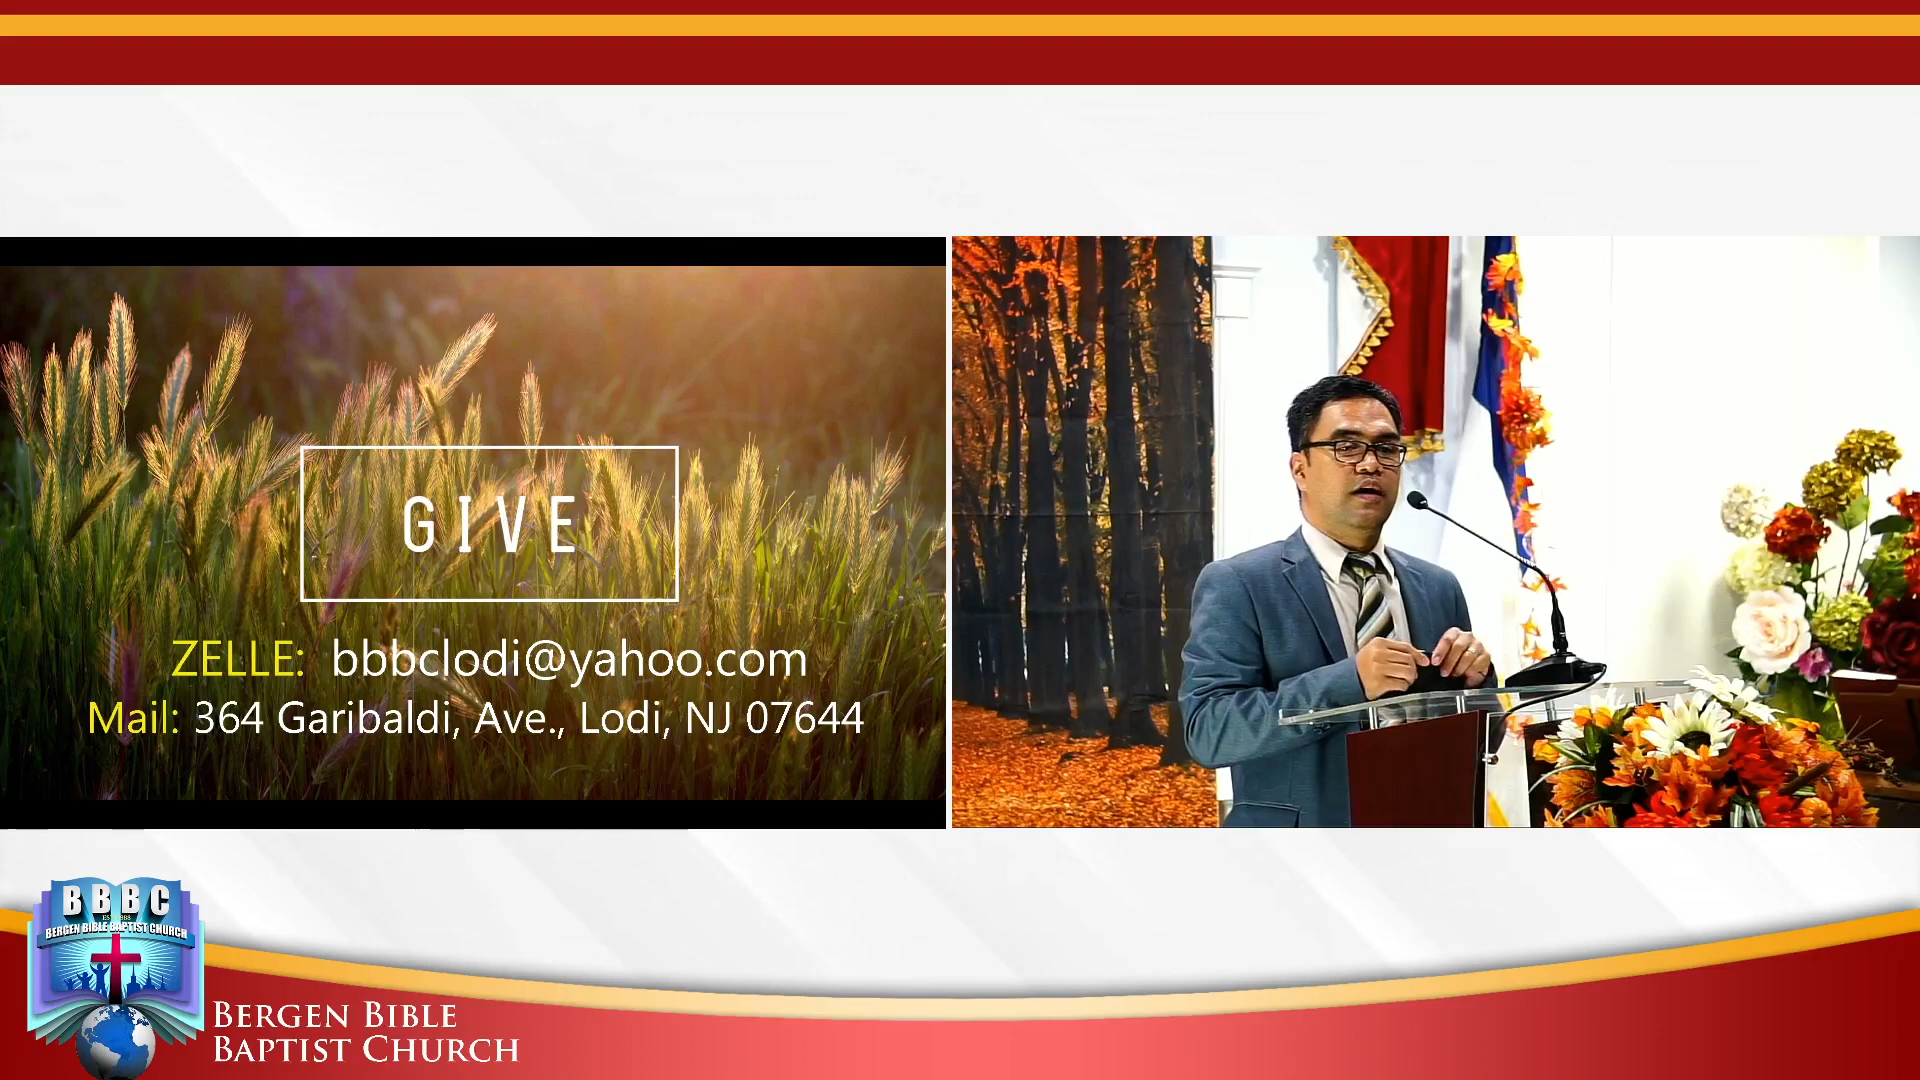 GIVE
ZELLE: bbbclodi@yahoo.com
Mail: 364 Garibaldi, Ave., Lodi, NJ 07644
BBBC
BERGEN BIBLE BAPTIST CHURCH
BERGEN BIBLE
BAPTIST CHURCH